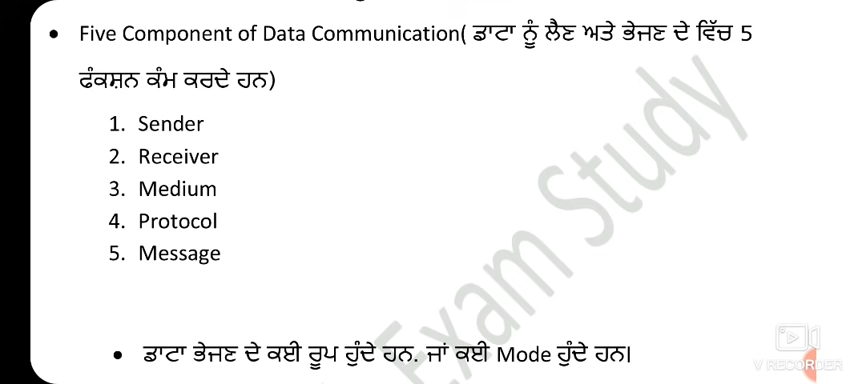 • Five Component of Data Communication( ਡਾਟਾ ਨੂੰ ਲੈਣ ਅਤੇ ਭੇਜਣ ਦੇ ਵਿੱਚ 5
ਫੰਕਸ਼ਨ ਕੰਮ ਕਰਦੇ ਹਨ)
1. Sender
2. Receiver
3. Medium
4. Protocol
5. Message
Exam Study
• ਡਾਟਾ ਭੇਜਣ ਦੇ ਕਈ ਰੂਪ ਹੁੰਦੇ ਹਨ. ਜਾਂ ਕਈ Mode ਹੁੰਦੇ ਹਨ।
V RECORDER